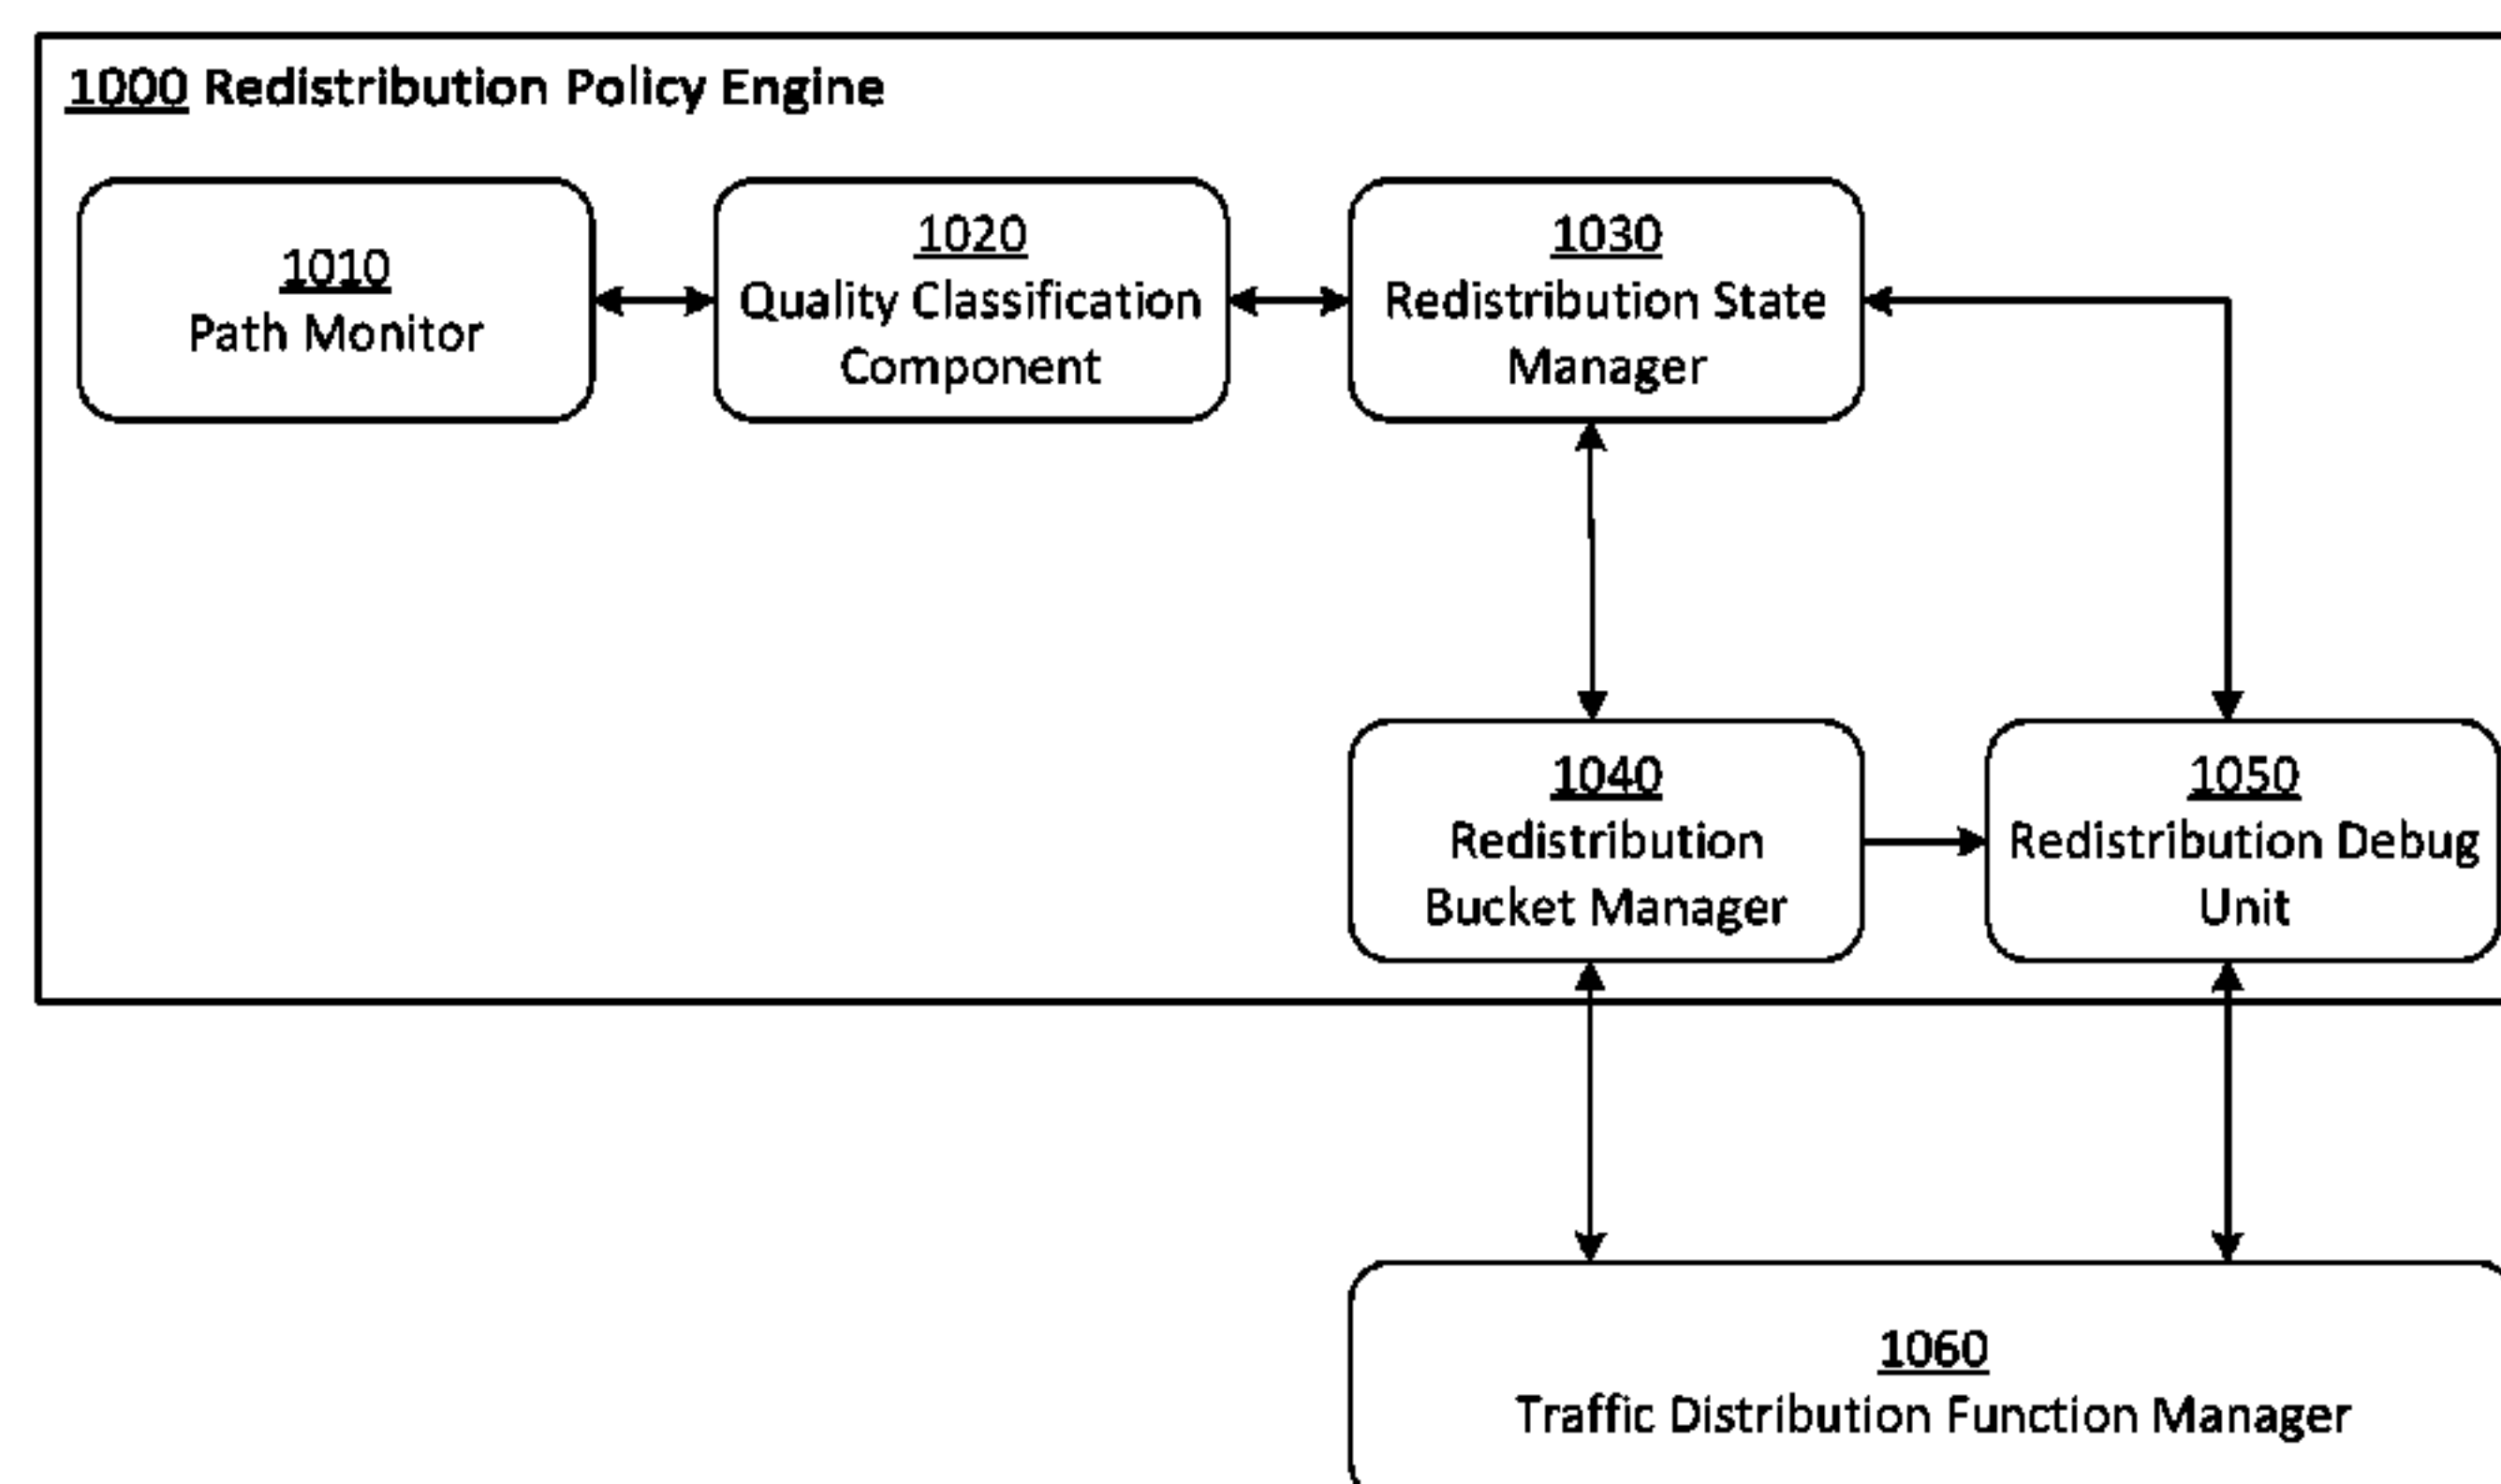 1000 Redistribution Policy Engine
1010
Path Monitor
1020
Quality Classification
Component
1030
Redistribution State
Manager
1040
Redistribution
Bucket Manager
1050
Redistribution Debug
Unit
1060
Traffic Distribution Function Manager